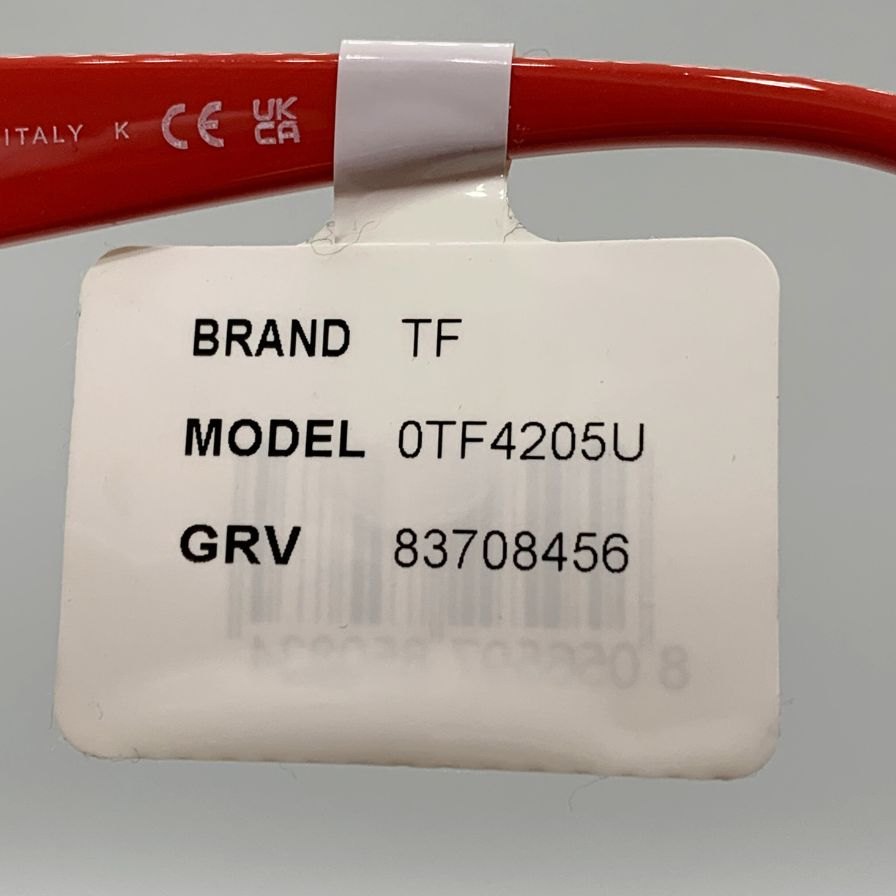 ITALY K CE UK CA
BRAND TF
MODEL 0TF4205U
GRV 83708456